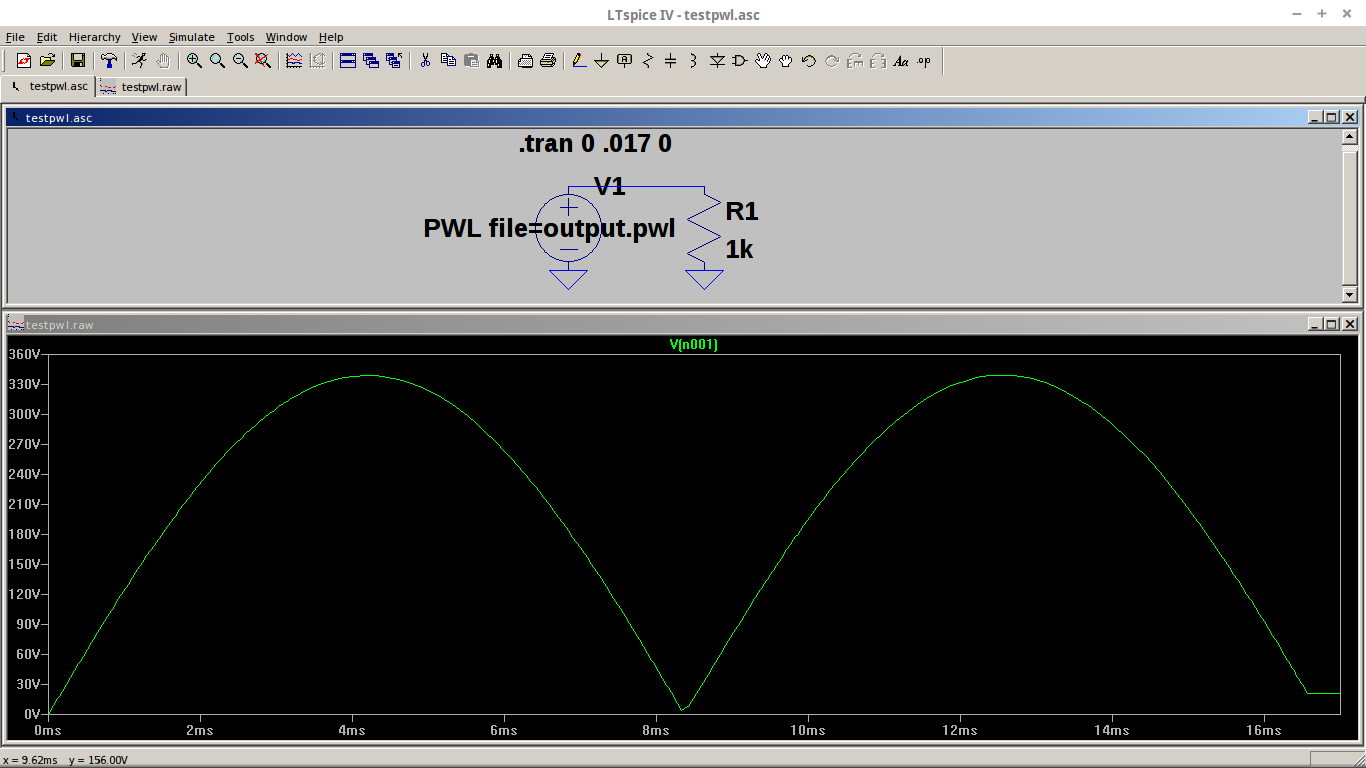 LTspice IV - testpwl.asc
File Edit Hierarchy View Simulate Tools Window Help
A Aa .op
testpwl.asc testpwl.raw
testpwl.asc
.tran 0 .017 0
V1
R1
PWL file=output.pwl
1k
testpwl.raw
V(n001)
360V
330V
300V
270V
240V
210V
180V
150V
120V
90V
60V
30V
0V
0ms 2ms 4ms 6ms 8ms 10ms 12ms 14ms 16ms
x = 9.62ms y = 156.00V